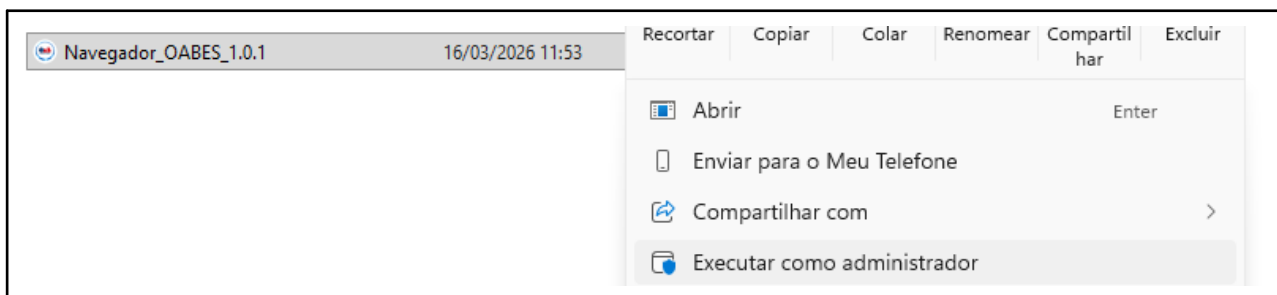 Navegador_OABES_1.0.1 16/03/2026 11:53
Recortar Copiar Colar Renomear Compartil Excluir
har
Abrir Enter
Enviar para o Meu Telefone
Compartilhar com
Executar como administrador